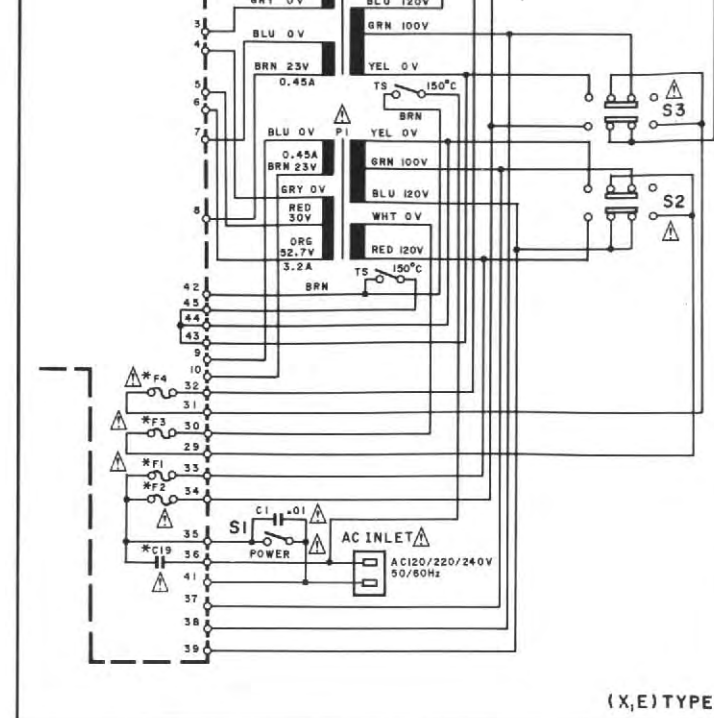 GRY 0V
BLU 120V
3
GRN 100V
BLU 0V
4
BRN 23V
YEL 0V
0.45A
TS 150°C
5
BRN
S3
6
BLU 0V
P1
YEL 0V
7
0.45A
BRN 23V
GRN 100V
GRY 0V
BLU 120V
S2
RED
30V
WHT 0V
8
ORG
52.7V
RED 120V
3.2A
TS 150°C
42
BRN
45
44
43
9
10
*F4
32
31
*F3
30
29
*F1
33
*F2
34
C1 .01
S1
35
POWER
AC INLET
*C19
36
AC120/220/240V
50/60Hz
41
37
38
39
(X,E) TYPE